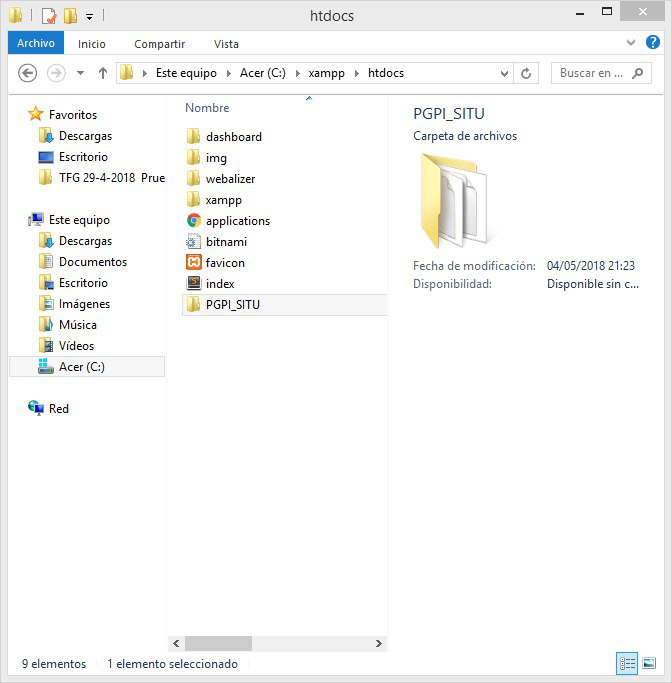 htdocs
Archivo Inicio Compartir Vista
Este equipo Acer (C:) xampp htdocs Buscar en ...
Favoritos
Descargas
Escritorio
TFG 29-4-2018 Prue
Este equipo
Descargas
Documentos
Escritorio
Imágenes
Música
Vídeos
Acer (C:)
Red
Nombre
dashboard
img
webalizer
xampp
applications
bitnami
favicon
index
PGPI_SITU
PGPI_SITU
Carpeta de archivos
Fecha de modificación: 04/05/2018 21:23
Disponibilidad: Disponible sin c...
9 elementos 1 elemento seleccionado